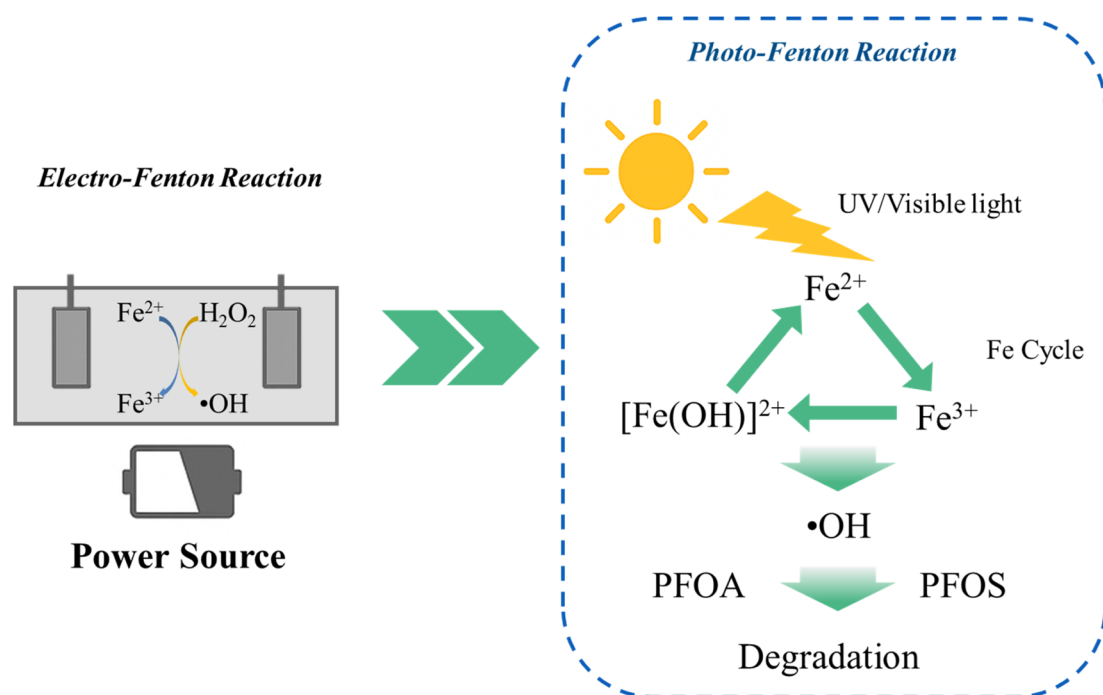 Electro-Fenton Reaction
Fe²⁺ H₂O₂
Fe³⁺ •OH
Power Source
Photo-Fenton Reaction
UV/Visible light
Fe²⁺
Fe Cycle
[Fe(OH)]²⁺ Fe³⁺
•OH
PFOA PFOS
Degradation